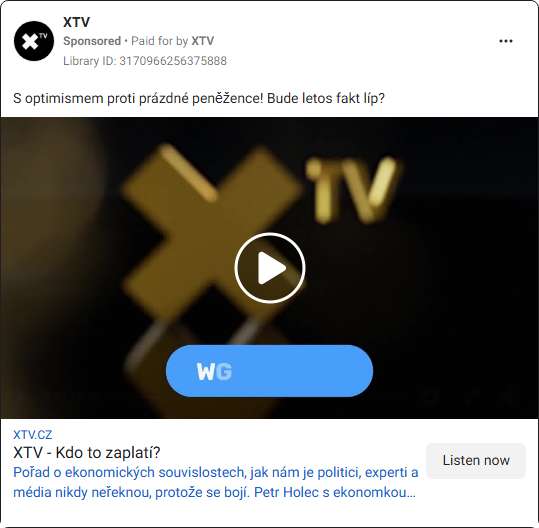 XTV
Sponsored • Paid for by XTV
Library ID: 3170966256375888
S optimismem proti prázdné peněžence! Bude letos fakt líp?
XTV
WG
XTV.CZ
XTV - Kdo to zaplatí?
Pořad o ekonomických souvislostech, jak nám je politici, experti a
média nikdy neřeknou, protože se bojí. Petr Holec s ekonomkou...
Listen now